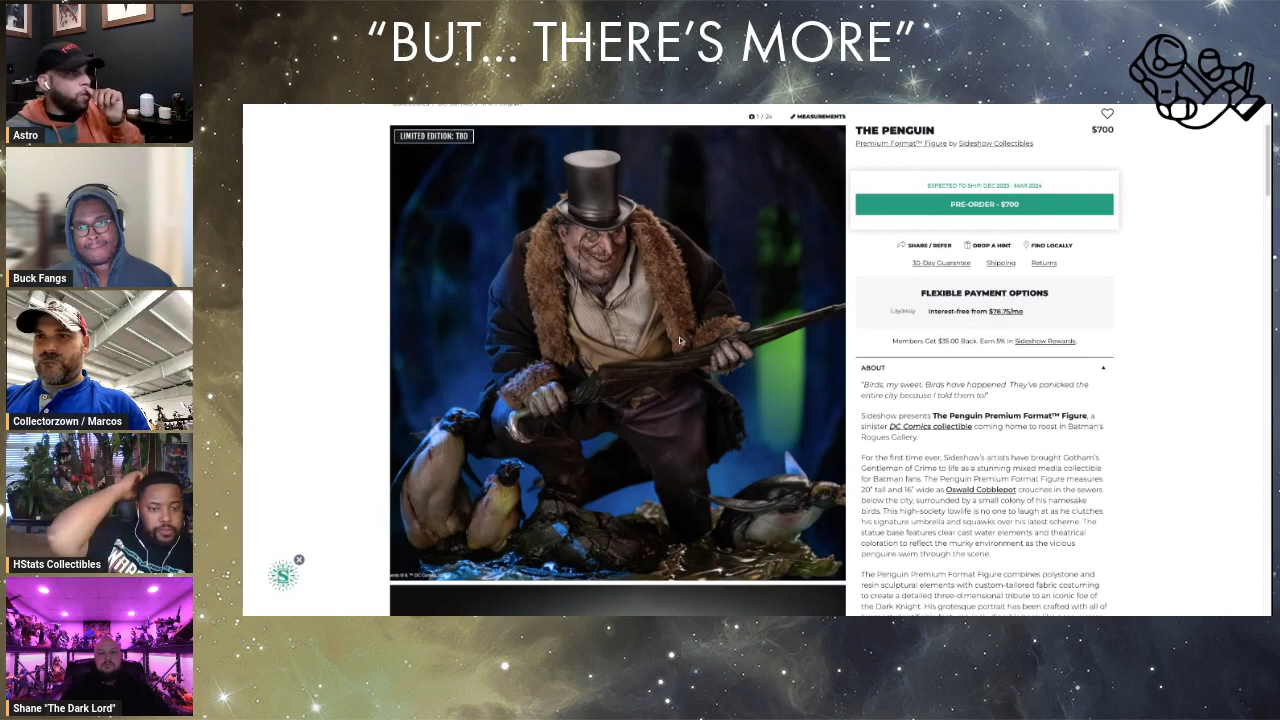 “BUT... THERE’S MORE”
Astro
Buck Fangs
Collectorzown / Marcos
HStats Collectibles
Shane "The Dark Lord"
1 / 24
MEASUREMENTS
LIMITED EDITION: TBD
THE PENGUIN
$700
Premium Format™ Figure by Sideshow Collectibles
EXPECTED TO SHIP: DEC 2023 - MAR 2024
PRE-ORDER - $700
SHARE / REFER
DROP A HINT
FIND LOCALLY
30-Day Guarantee
Shipping
Returns
FLEXIBLE PAYMENT OPTIONS
Layaway
Interest-free from $78.75/mo
Members Get $35.00 Back. Earn 5% in Sideshow Rewards.
ABOUT
"Birds, my sweet. Birds have happened. They've panicked the
entire city because I told them to!"
Sideshow presents The Penguin Premium Format™ Figure, a
sinister DC Comics collectible coming home to roost in Batman's
Rogues Gallery.
For the first time ever, Sideshow's artists have brought Gotham's
Gentleman of Crime to life as a stunning mixed media collectible
for Batman fans. The Penguin Premium Format Figure measures
20" tall and 16" wide as Oswald Cobblepot crouches in the sewers
below the city, surrounded by a small colony of his namesake
birds. This high-society lowlife is no one to laugh at as he clutches
his signature umbrella and squawks over his latest scheme. The
statue base features clear cast water elements and theatrical
coloration to reflect the murky environment as the vicious
penguins swim through the scene.
The Penguin Premium Format Figure combines polystone and
resin sculptural elements with custom-tailored fabric costuming
to create a detailed three-dimensional tribute to an iconic foe of
the Dark Knight. His grotesque portrait has been crafted with all of